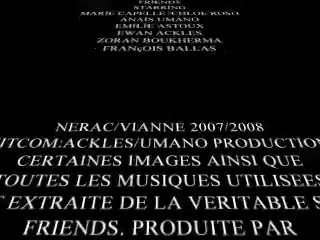 FRIENDS
STARRING
MARIE CAPELLE CHLOE ROSO
ANAÏS UMANO
EMILIE ASTOUX
EWAN ACKLES
ZORAN BOUKHERMA
FRANçOIS BALLAS
NERAC/VIANNE 2007/2008
ITCOM:ACKLES/UMANO PRODUCTION
CERTAINES IMAGES AINSI QUE
TOUTES LES MUSIQUES UTILISEES
T EXTRAITE DE LA VERITABLE S
FRIENDS. PRODUITE PAR